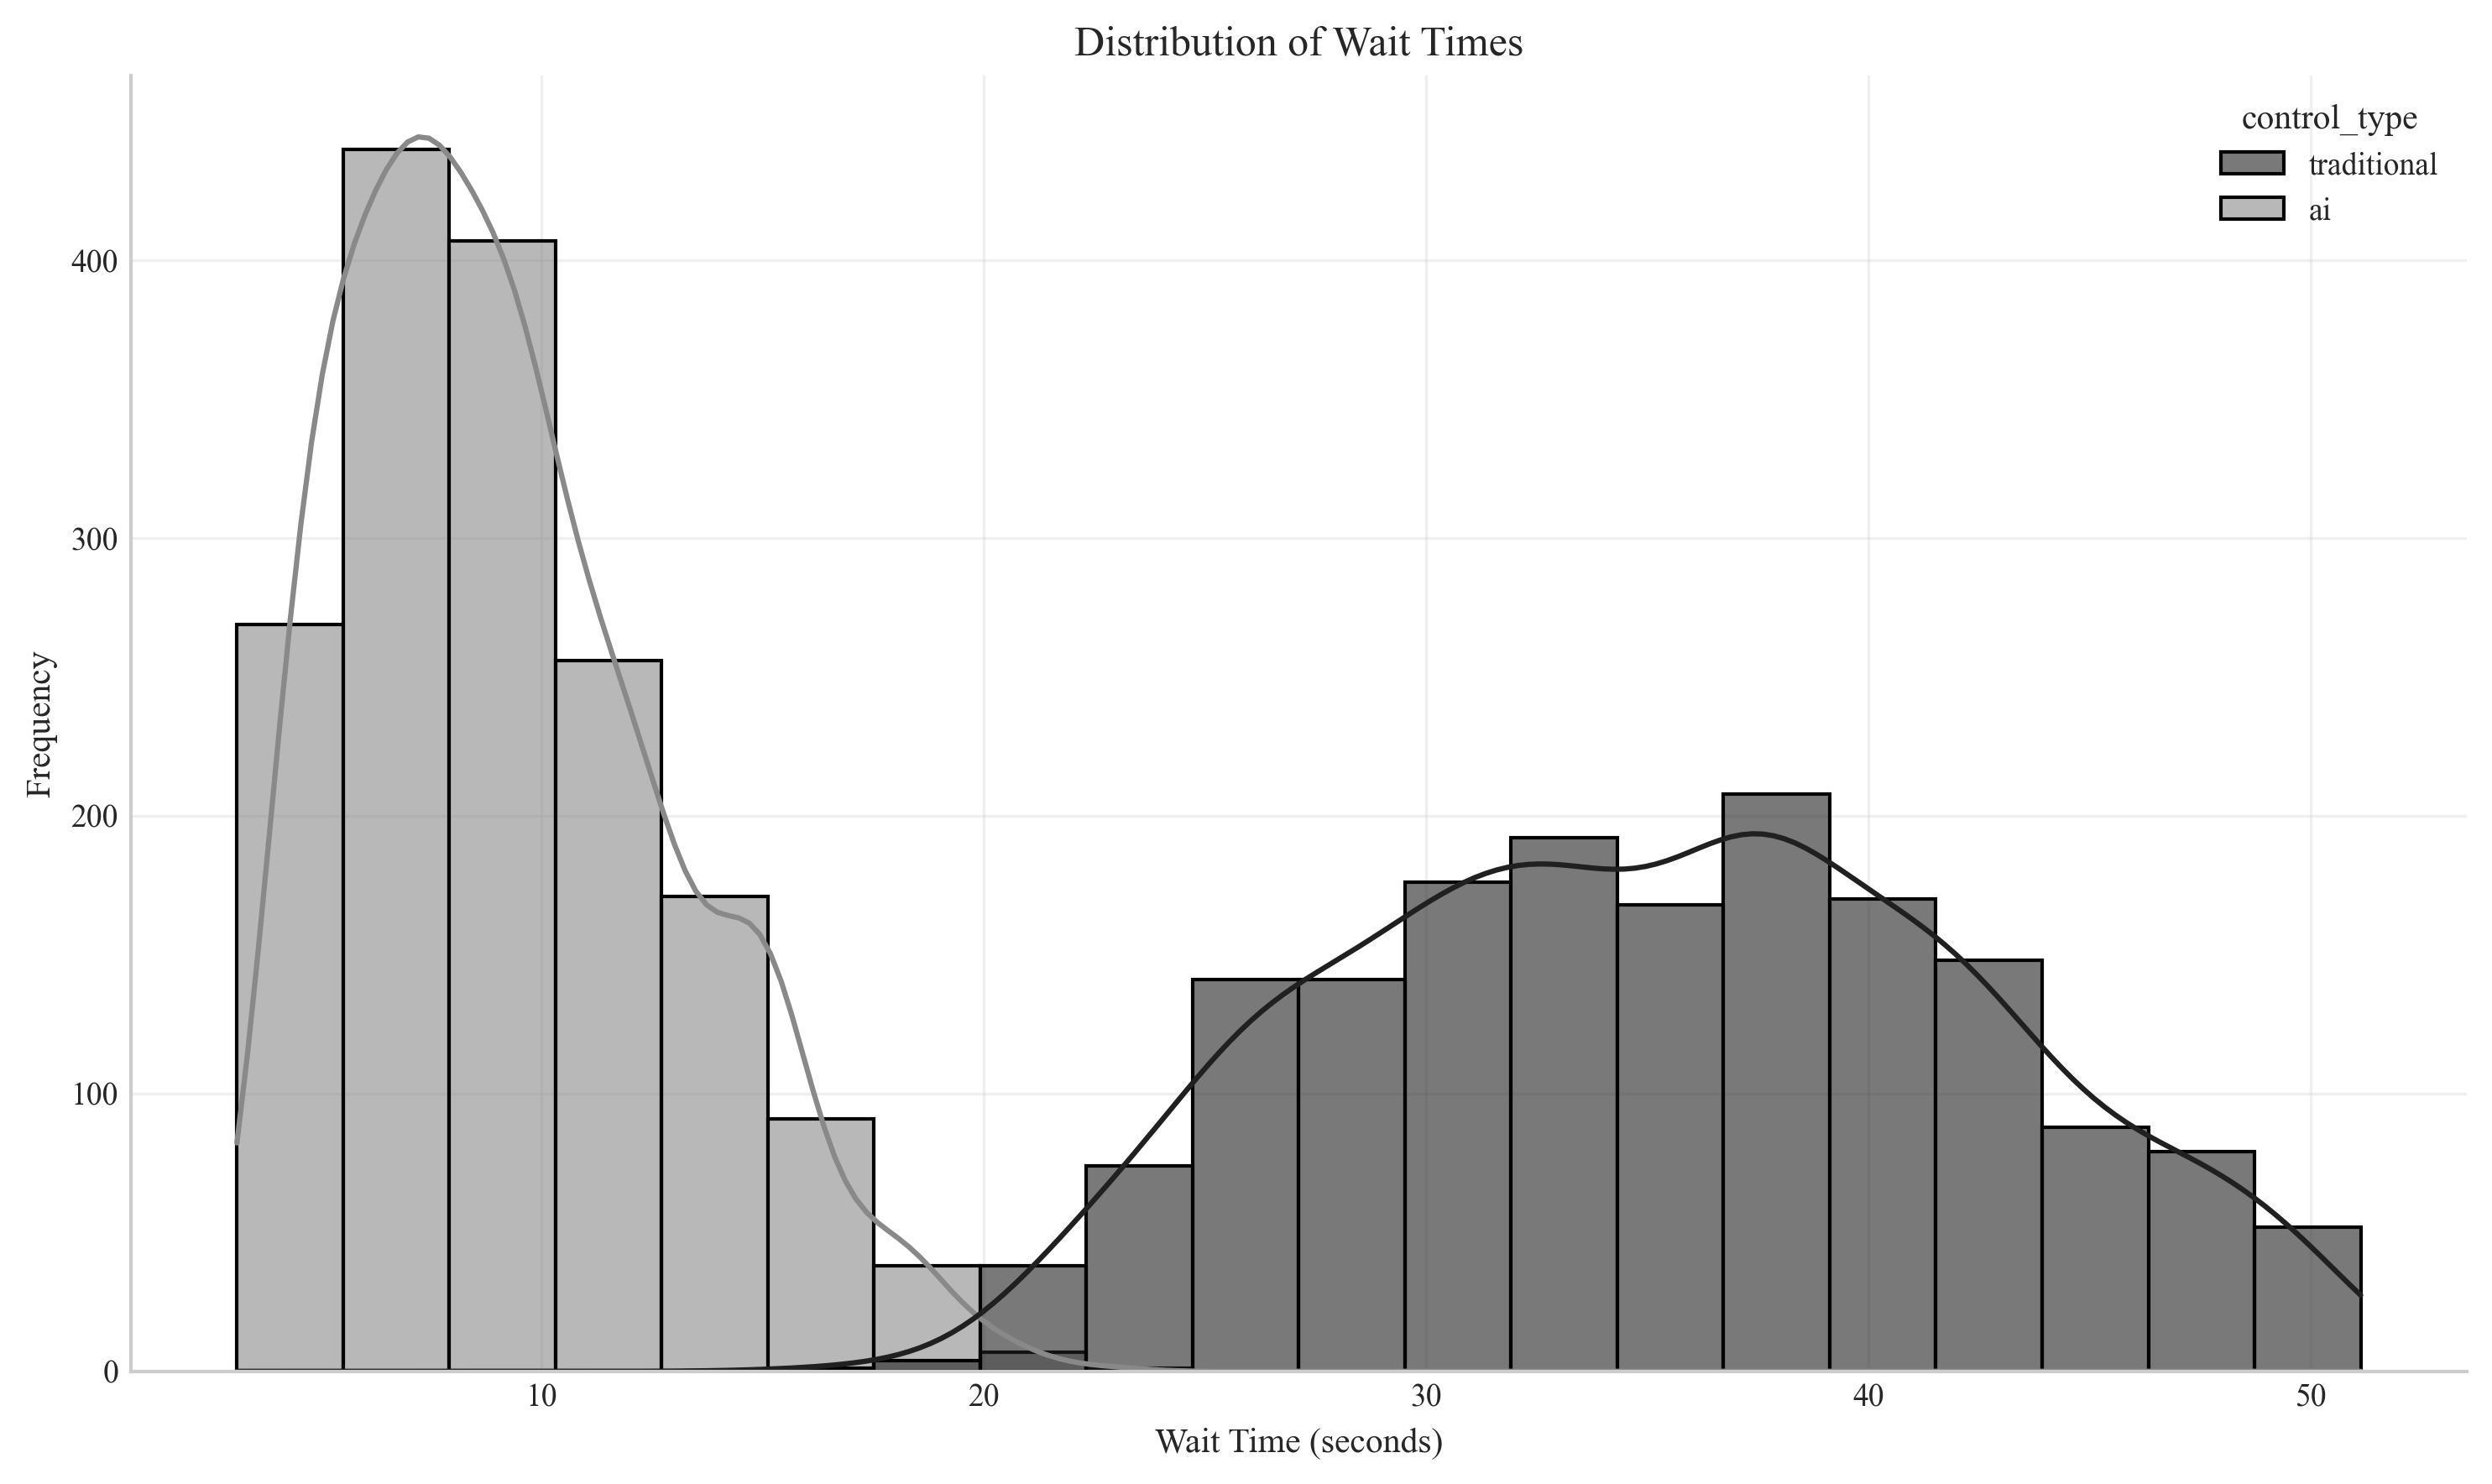 Distribution of Wait Times
control_type
traditional
ai
400
300
200
100
0
Frequency
10
20
30
40
50
Wait Time (seconds)